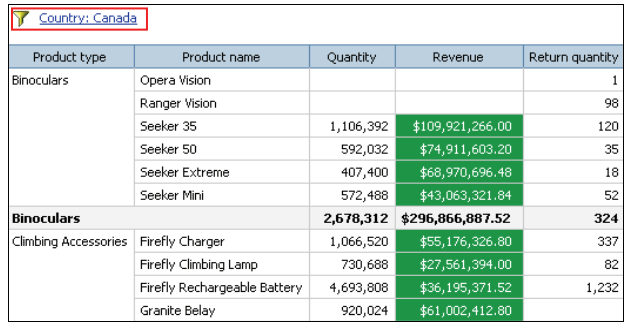 Country: Canada
Product type Product name Quantity Revenue Return quantity
Binoculars Opera Vision 1
Ranger Vision 98
Seeker 35 1,106,392 $109,921,266.00 120
Seeker 50 592,032 $74,911,603.20 35
Seeker Extreme 407,400 $68,970,696.48 18
Seeker Mini 572,488 $43,063,321.84 52
Binoculars 2,678,312 $296,866,887.52 324
Climbing Accessories Firefly Charger 1,066,520 $55,176,326.80 337
Firefly Climbing Lamp 730,688 $27,561,394.00 82
Firefly Rechargeable Battery 4,693,808 $36,195,371.52 1,232
Granite Belay 920,024 $61,002,412.80